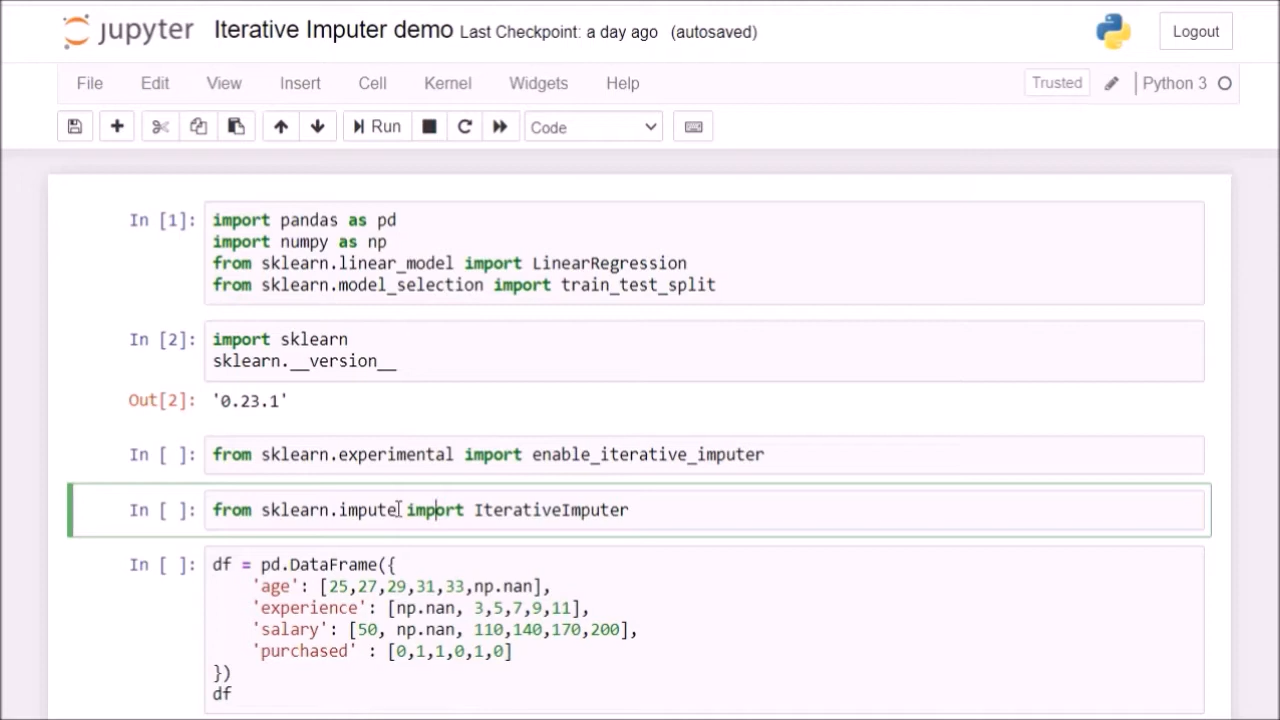 jupyter Iterative Imputer demo Last Checkpoint: a day ago (autosaved) Logout
File Edit View Insert Cell Kernel Widgets Help Trusted Python 3
Run Code
In [1]: import pandas as pd
import numpy as np
from sklearn.linear_model import LinearRegression
from sklearn.model_selection import train_test_split
In [2]: import sklearn
sklearn.__version__
Out[2]: '0.23.1'
In [ ]: from sklearn.experimental import enable_iterative_imputer
In [ ]: from sklearn.impute import IterativeImputer
In [ ]: df = pd.DataFrame({
'age': [25,27,29,31,33,np.nan],
'experience': [np.nan, 3,5,7,9,11],
'salary': [50, np.nan, 110,140,170,200],
'purchased' : [0,1,1,0,1,0]
})
df